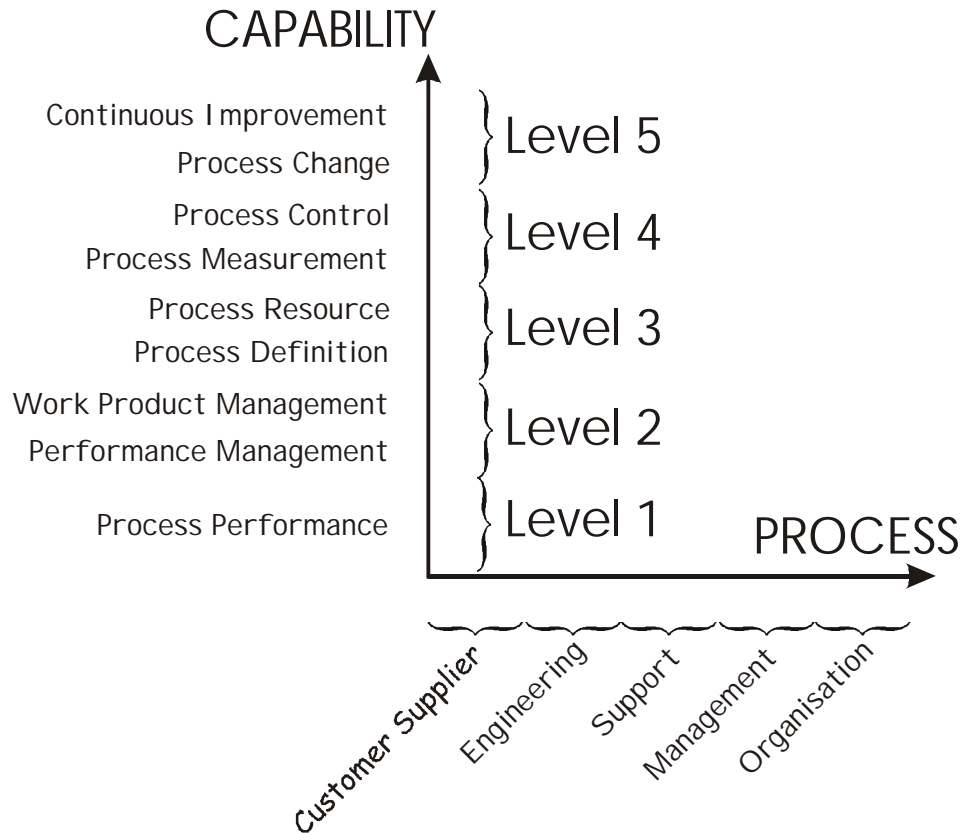 CAPABILITY
Continuous Improvement
Level 5
Process Change
Process Control
Level 4
Process Measurement
Process Resource
Level 3
Process Definition
Work Product Management
Level 2
Performance Management
Process Performance
Level 1
PROCESS
Customer Supplier
Engineering
Support
Management
Organisation